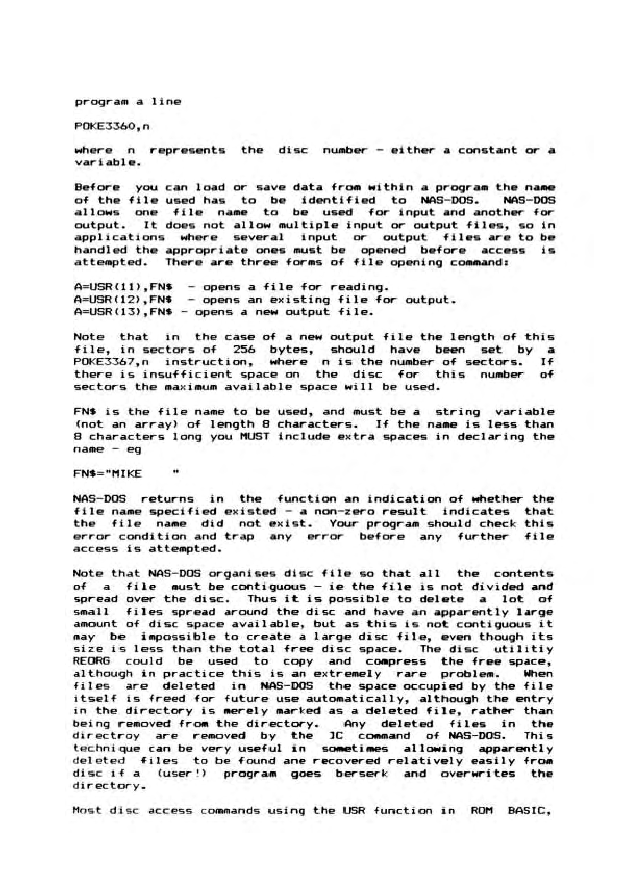 program a line
POKE3360,n
where n represents the disc number - either a constant or a
variable.
Before you can load or save data from within a program the name
of the file used has to be identified to NAS-DOS. NAS-DOS
allows one file name to be used for input and another for
output. It does not allow multiple input or output files, so in
applications where several input or output files are to be
handled the appropriate ones must be opened before access is
attempted. There are three forms of file opening command:
A=USR(11),FN$ - opens a file for reading.
A=USR(12),FN$ - opens an existing file for output.
A=USR(13),FN$ - opens a new output file.
Note that in the case of a new output file the length of this
file, in sectors of 256 bytes, should have been set by a
POKE3367,n instruction, where n is the number of sectors. If
there is insufficient space on the disc for this number of
sectors the maximum available space will be used.
FN$ is the file name to be used, and must be a string variable
(not an array) of length 8 characters. If the name is less than
8 characters long you MUST include extra spaces in declaring the
name - eg
FN$="MIKE    "
NAS-DOS returns in the function an indication of whether the
file name specified existed - a non-zero result indicates that
the file name did not exist. Your program should check this
error condition and trap any error before any further file
access is attempted.
Note that NAS-DOS organises disc file so that all the contents
of a file must be contiguous - ie the file is not divided and
spread over the disc. Thus it is possible to delete a lot of
small files spread around the disc and have an apparently large
amount of disc space available, but as this is not contiguous it
may be impossible to create a large disc file, even though its
size is less than the total free disc space. The disc utilitiy
REORG could be used to copy and compress the free space,
although in practice this is an extremely rare problem. When
files are deleted in NAS-DOS the space occupied by the file
itself is freed for future use automatically, although the entry
in the directory is merely marked as a deleted file, rather than
being removed from the directory. Any deleted files in the
directroy are removed by the ]C command of NAS-DOS. This
technique can be very useful in sometimes allowing apparently
deleted files to be found ane recovered relatively easily from
disc if a (user!) program goes berserk and overwrites the
directory.
Most disc access commands using the USR function in ROM BASIC,